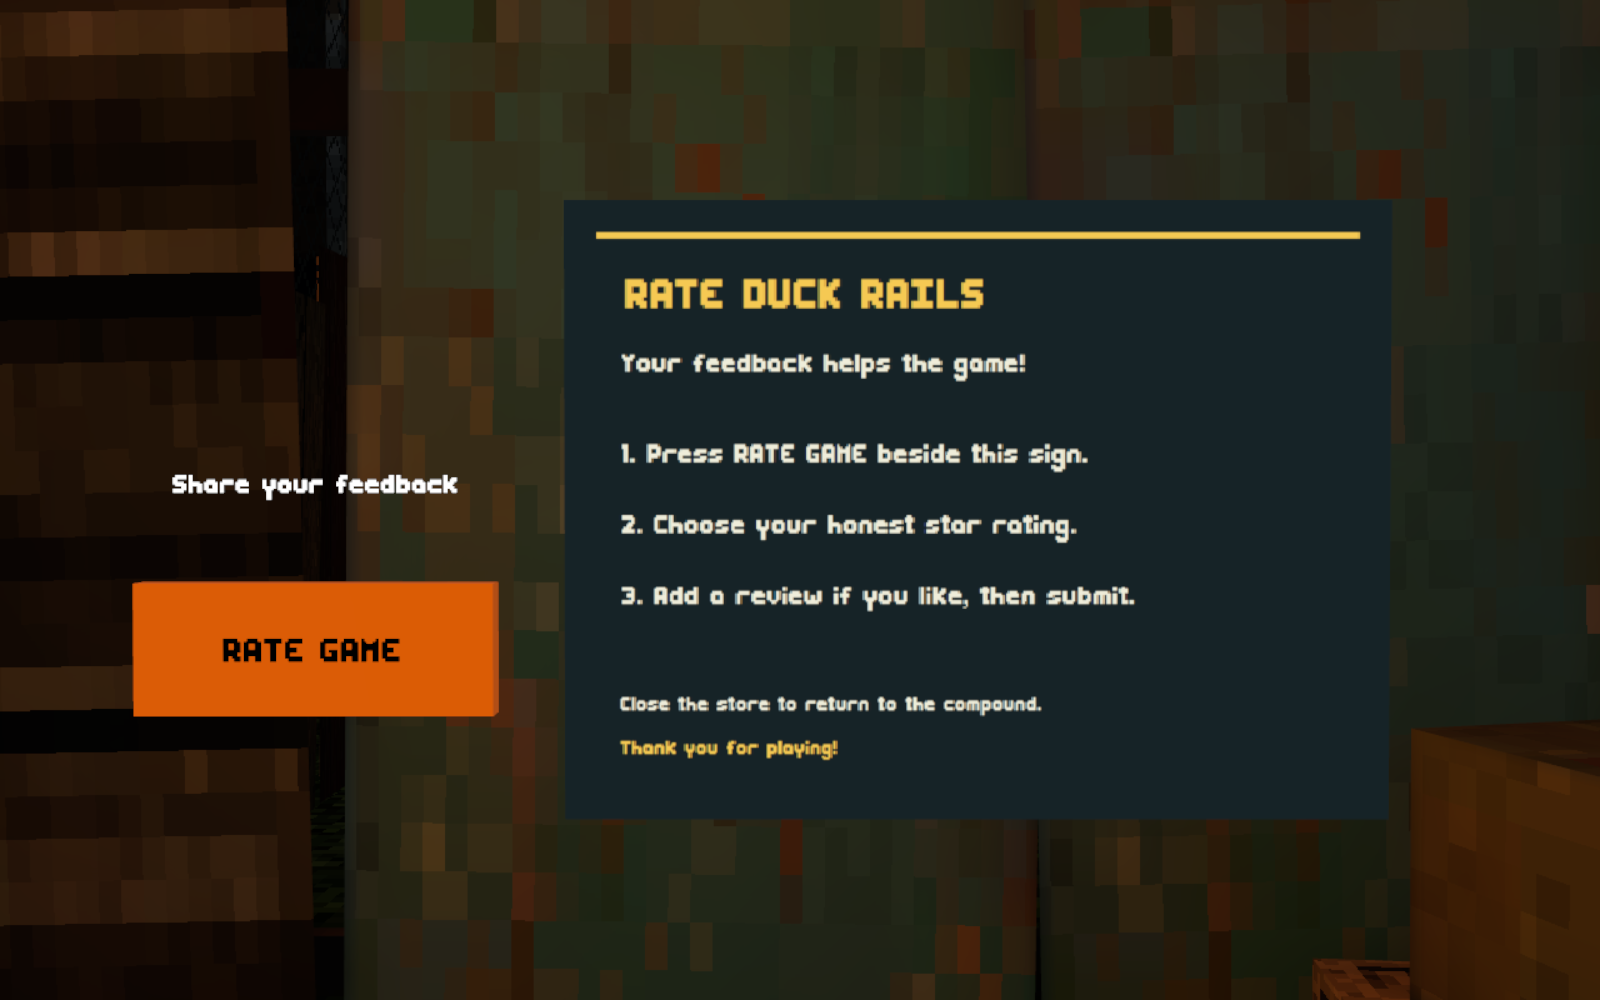 RATE DUCK RAILS
Your feedback helps the game!
1. Press RATE GAME beside this sign.
2. Choose your honest star rating.
3. Add a review if you like, then submit.
Close the store to return to the compound.
Thank you for playing!
Share your feedback
RATE GAME